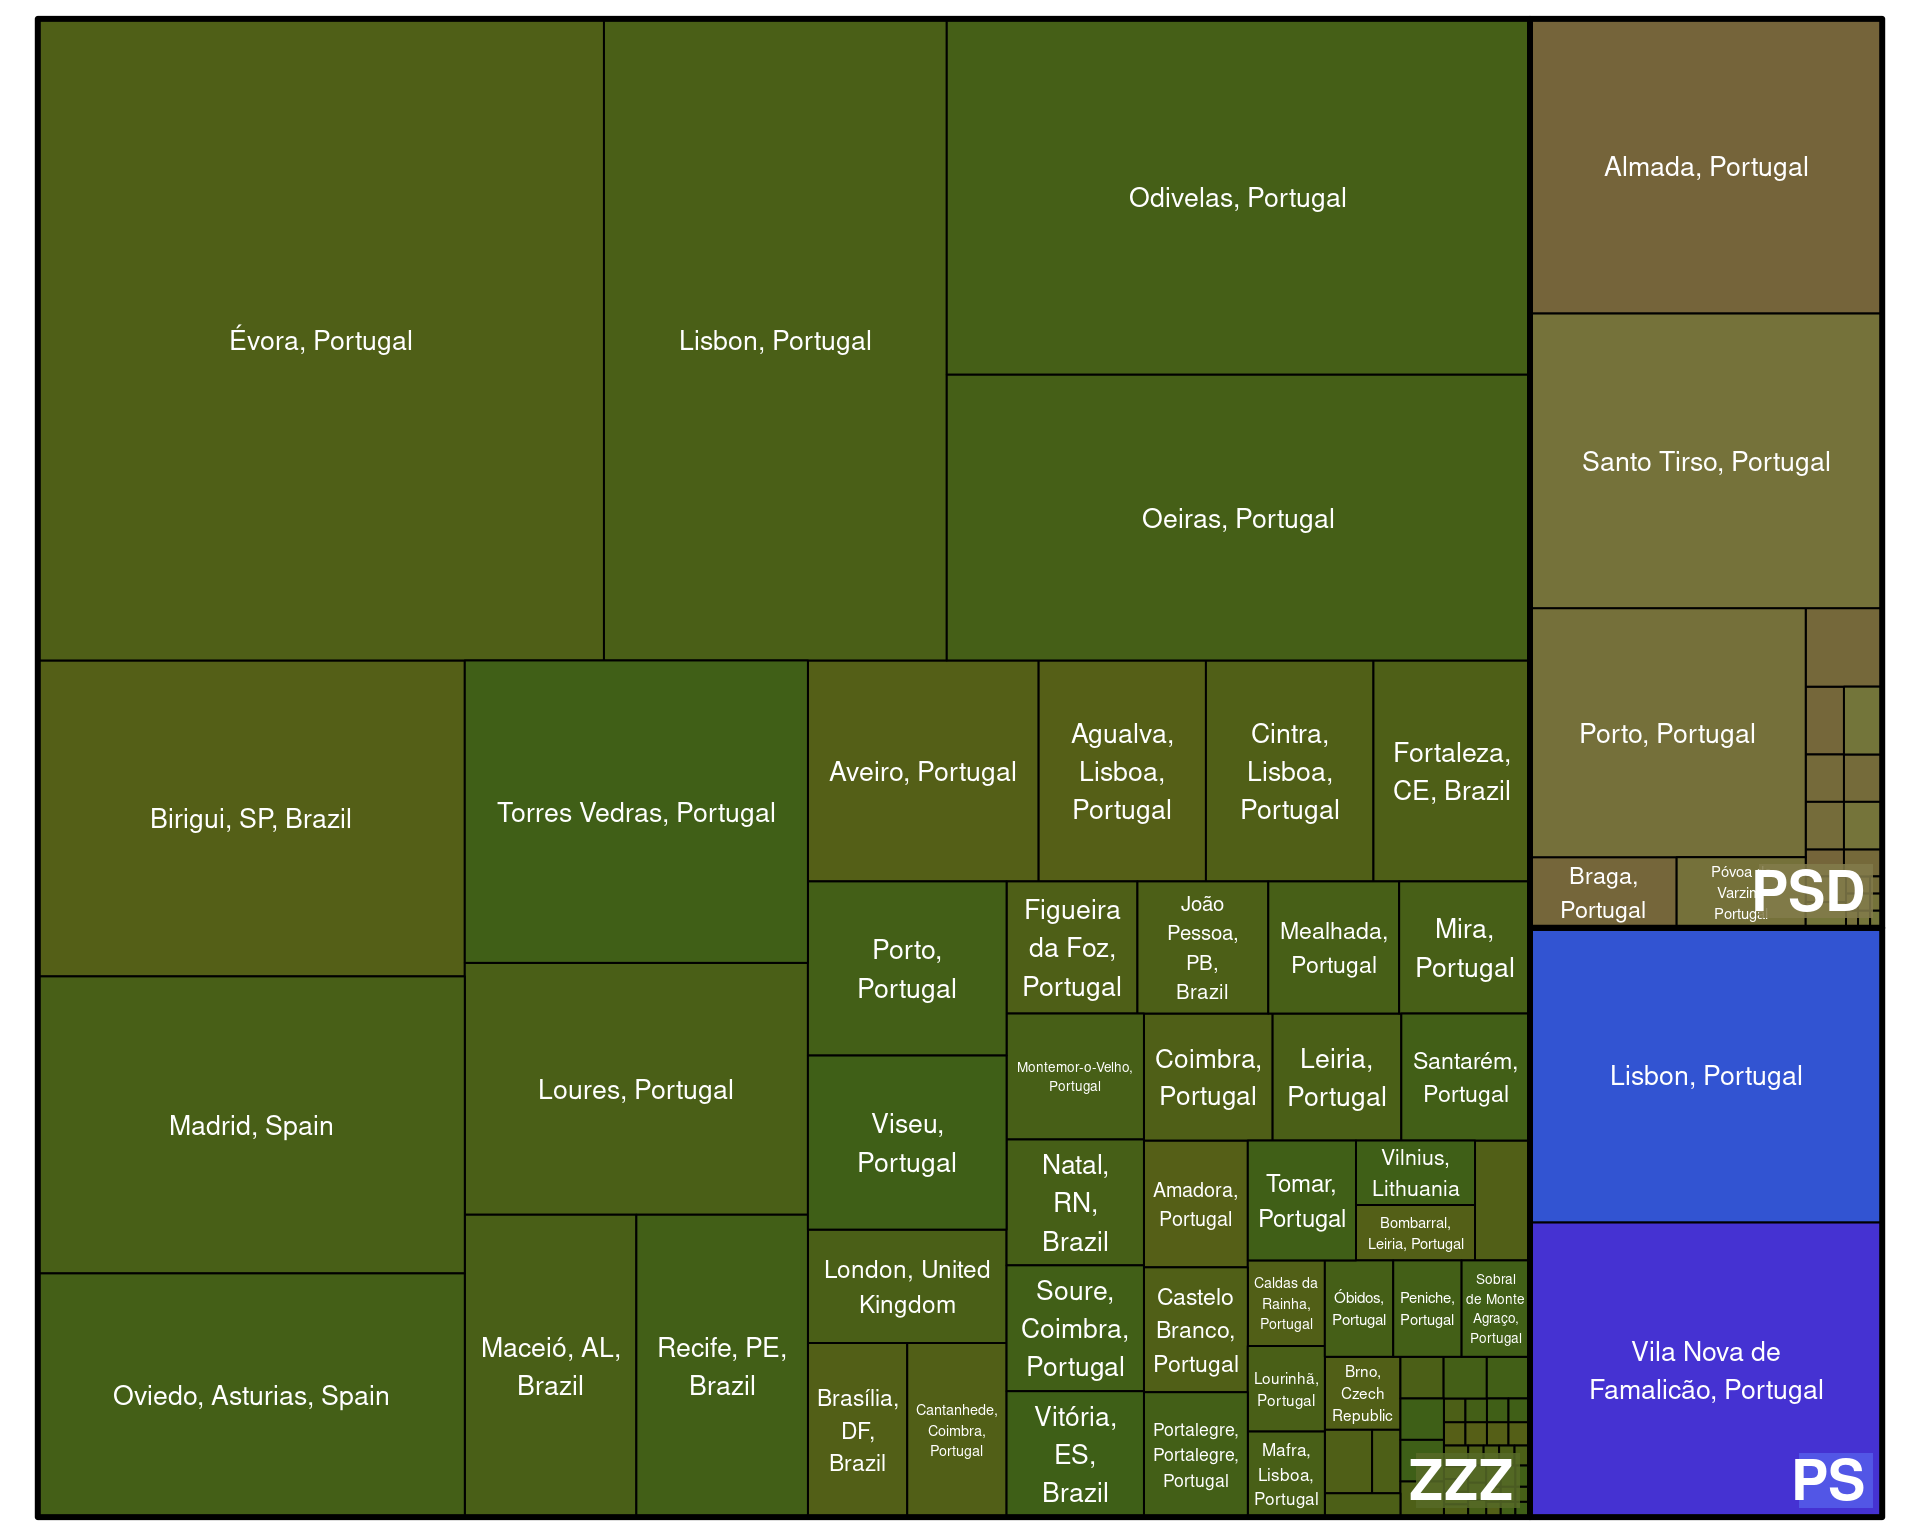 Évora, Portugal
Lisbon, Portugal
Odivelas, Portugal
Oeiras, Portugal
Birigui, SP, Brazil
Madrid, Spain
Oviedo, Asturias, Spain
Torres Vedras, Portugal
Loures, Portugal
Maceió, AL,
Brazil
Recife, PE,
Brazil
Aveiro, Portugal
Agualva,
Lisboa,
Portugal
Cintra,
Lisboa,
Portugal
Fortaleza,
CE, Brazil
Porto,
Portugal
Viseu,
Portugal
London, United
Kingdom
Brasília,
DF,
Brazil
Cantanhede,
Coimbra,
Portugal
Figueira
da Foz,
Portugal
João
Pessoa,
PB,
Brazil
Mealhada,
Portugal
Mira,
Portugal
Montemor-o-Velho,
Portugal
Natal,
RN,
Brazil
Soure,
Coimbra,
Portugal
Vitória,
ES,
Brazil
Coimbra,
Portugal
Leiria,
Portugal
Santarém,
Portugal
Amadora,
Portugal
Castelo
Branco,
Portugal
Portalegre,
Portalegre,
Portugal
Tomar,
Portugal
Vilnius,
Lithuania
Bombarral,
Leiria, Portugal
Caldas da
Rainha,
Portugal
Lourinhã,
Portugal
Mafra,
Lisboa,
Portugal
Óbidos,
Portugal
Peniche,
Portugal
Sobral
de Monte
Agraço,
Portugal
Brno,
Czech
Republic
ZZZ
Almada, Portugal
Santo Tirso, Portugal
Porto, Portugal
Braga,
Portugal
Póvoa
Varzim
Portugal
PSD
Lisbon, Portugal
Vila Nova de
Famalicão, Portugal
PS